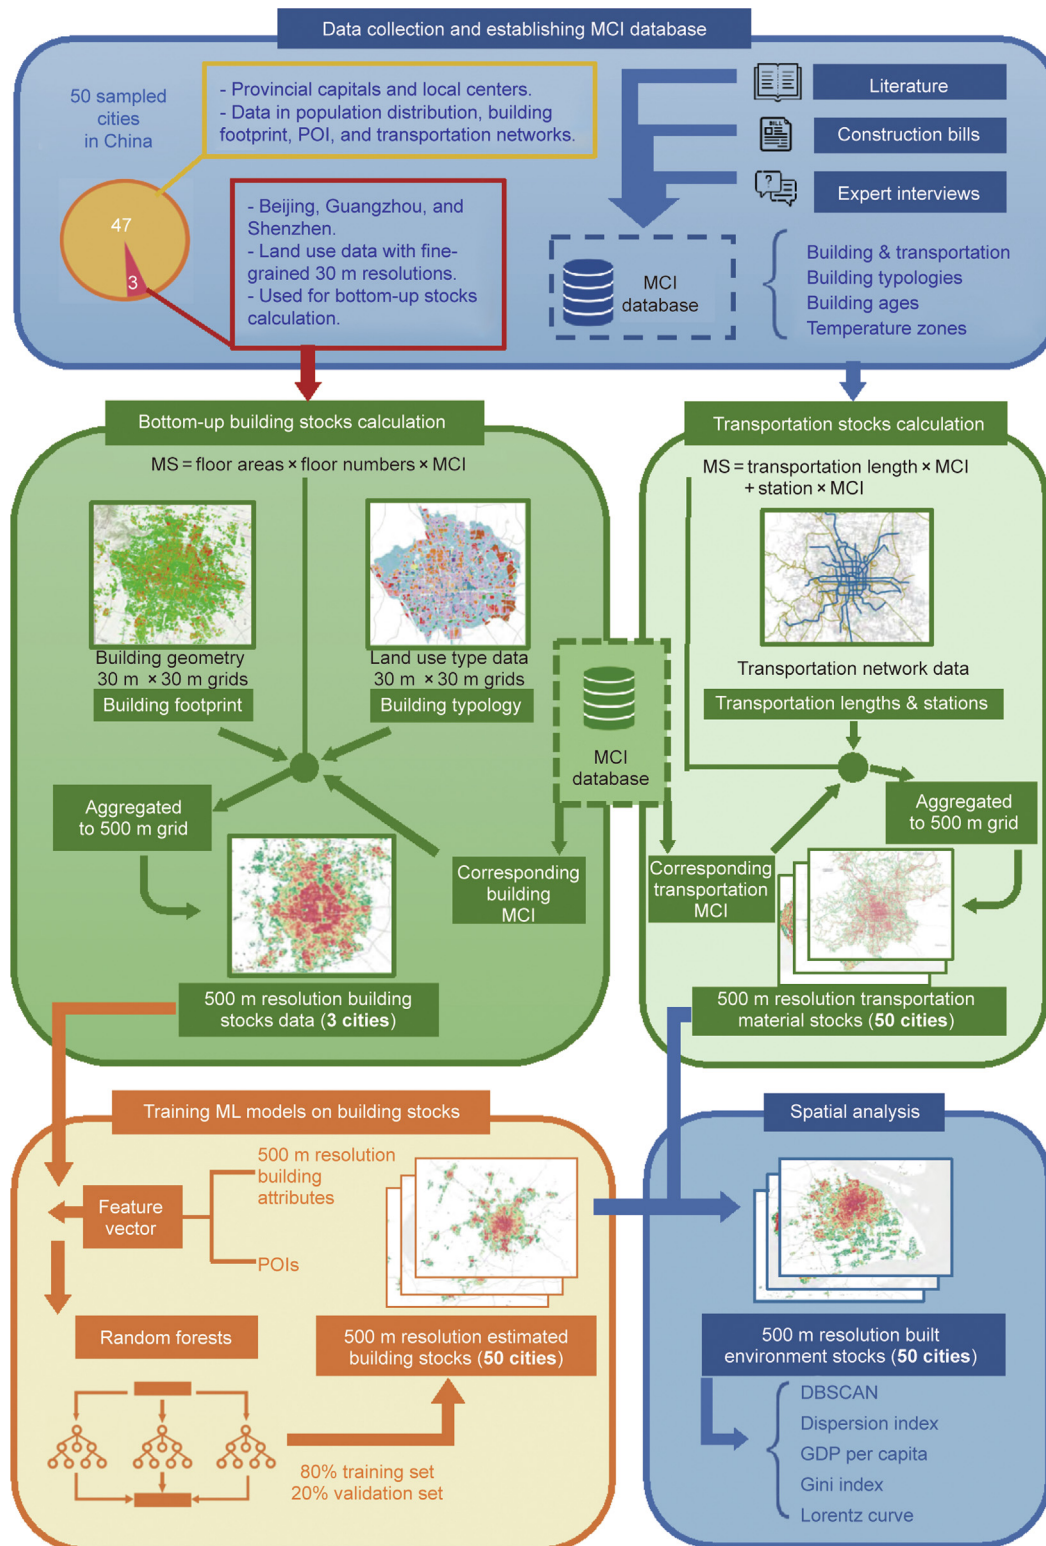 Data collection and establishing MCI database
50 sampled
cities
in China
- Provincial capitals and local centers.
- Data in population distribution, building
footprint, POI, and transportation networks.
47
3
- Beijing, Guangzhou, and
Shenzhen.
- Land use data with fine-
grained 30 m resolutions.
- Used for bottom-up stocks
calculation.
Literature
BILL
Construction bills
Expert interviews
MCI
database
Building & transportation
Building typologies
Building ages
Temperature zones
Bottom-up building stocks calculation
MS = floor areas × floor numbers × MCI
Building geometry
30 m × 30 m grids
Building footprint
Land use type data
30 m × 30 m grids
Building typology
Aggregated
to 500 m grid
Corresponding
building
MCI
500 m resolution building
stocks data (3 cities)
MCI
database
Transportation stocks calculation
MS = transportation length × MCI
+ station × MCI
Transportation network data
Transportation lengths & stations
Aggregated
to 500 m grid
Corresponding
transportation
MCI
500 m resolution transportation
material stocks (50 cities)
Training ML models on building stocks
500 m resolution
building
attributes
Feature
vector
POIs
Random forests
500 m resolution estimated
building stocks (50 cities)
80% training set
20% validation set
Spatial analysis
500 m resolution built
environment stocks (50 cities)
DBSCAN
Dispersion index
GDP per capita
Gini index
Lorentz curve